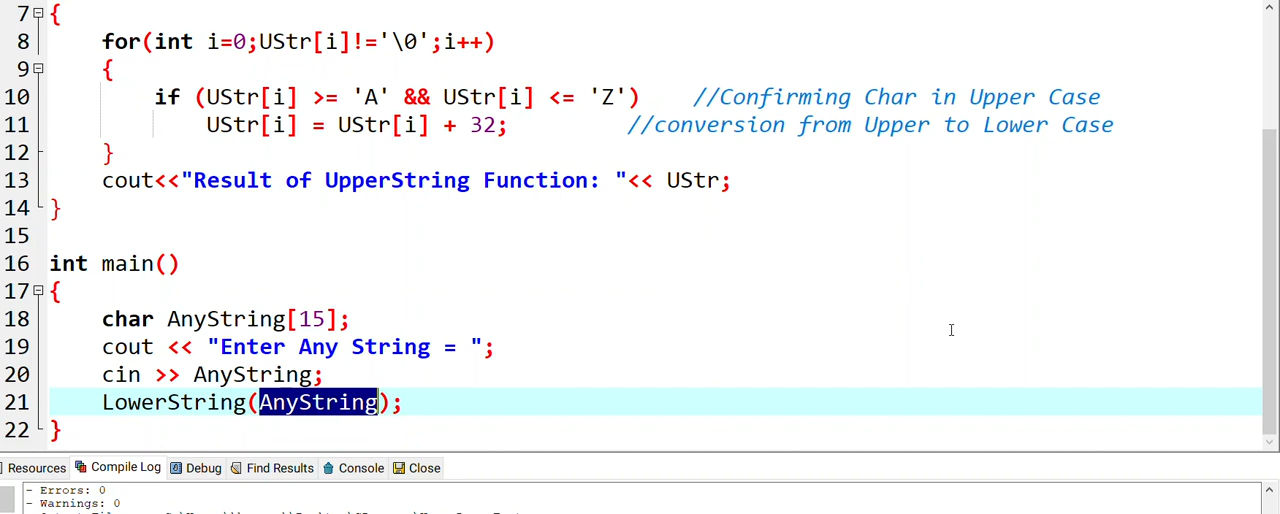 7 {
8 for(int i=0;UStr[i]!='\0';i++)
9 {
10 if (UStr[i] >= 'A' && UStr[i] <= 'Z') //Confirming Char in Upper Case
11 UStr[i] = UStr[i] + 32; //conversion from Upper to Lower Case
12 }
13 cout<<"Result of UpperString Function: "<< UStr;
14 }
15
16 int main()
17 {
18 char AnyString[15];
19 cout << "Enter Any String = ";
20 cin >> AnyString;
21 LowerString(AnyString);
22 }
Resources Compile Log Debug Find Results Console Close
- Errors: 0
- Warnings: 0